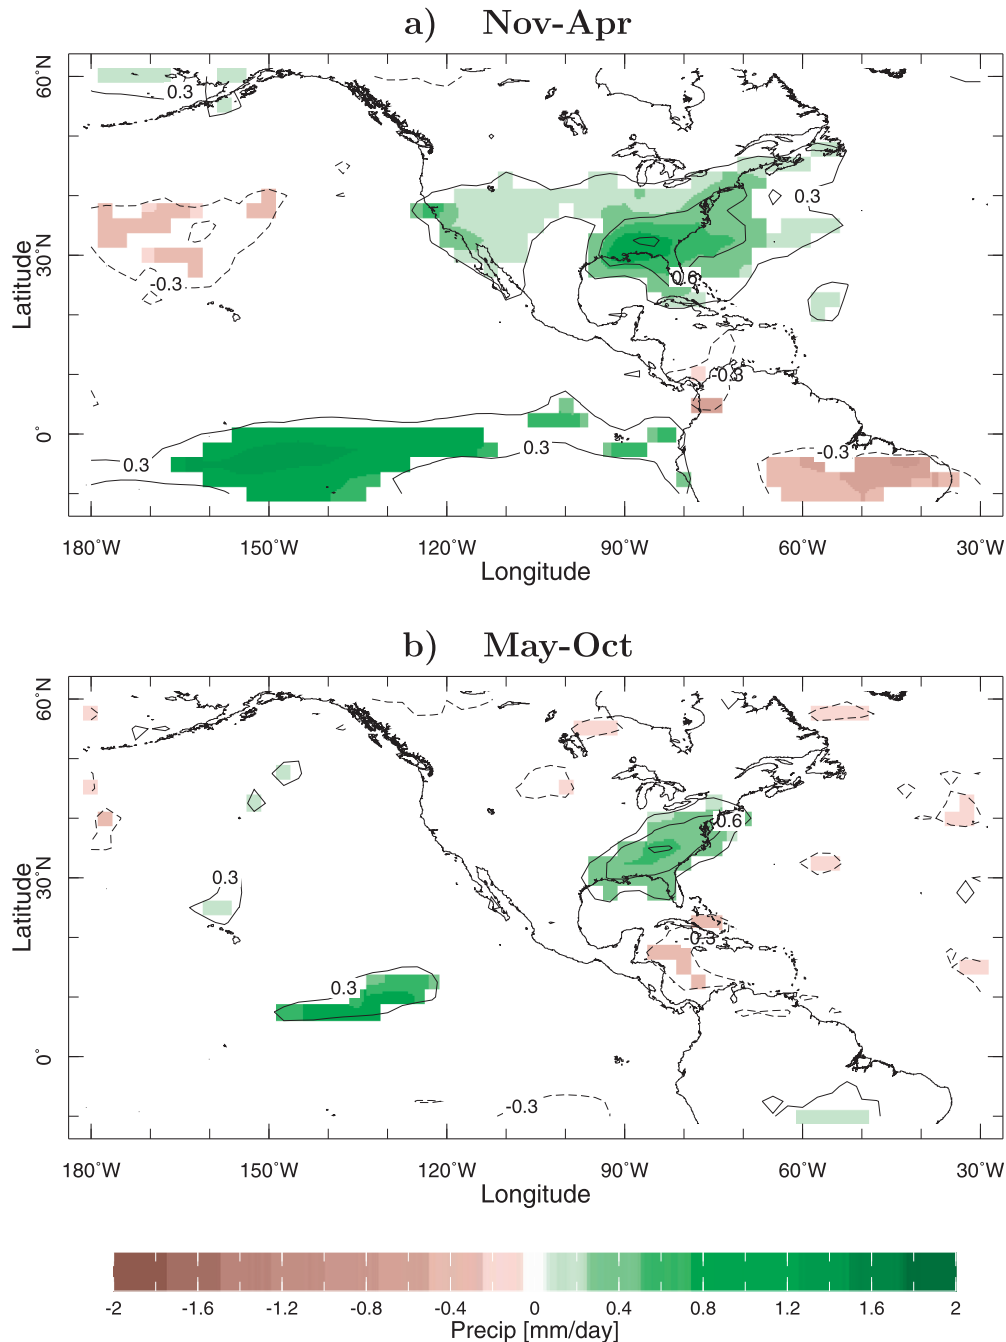 a) Nov-Apr
60°N
30°N
0°
Latitude
0.3
0.3
-0.3
0.6
-0.3
0.3
0.3
-0.3
180°W 150°W 120°W 90°W 60°W 30°W
Longitude
b) May-Oct
60°N
30°N
0°
Latitude
0.6
0.3
-0.3
0.3
-0.3
180°W 150°W 120°W 90°W 60°W 30°W
Longitude
-2 -1.6 -1.2 -0.8 -0.4 0 0.4 0.8 1.2 1.6 2
Precip [mm/day]